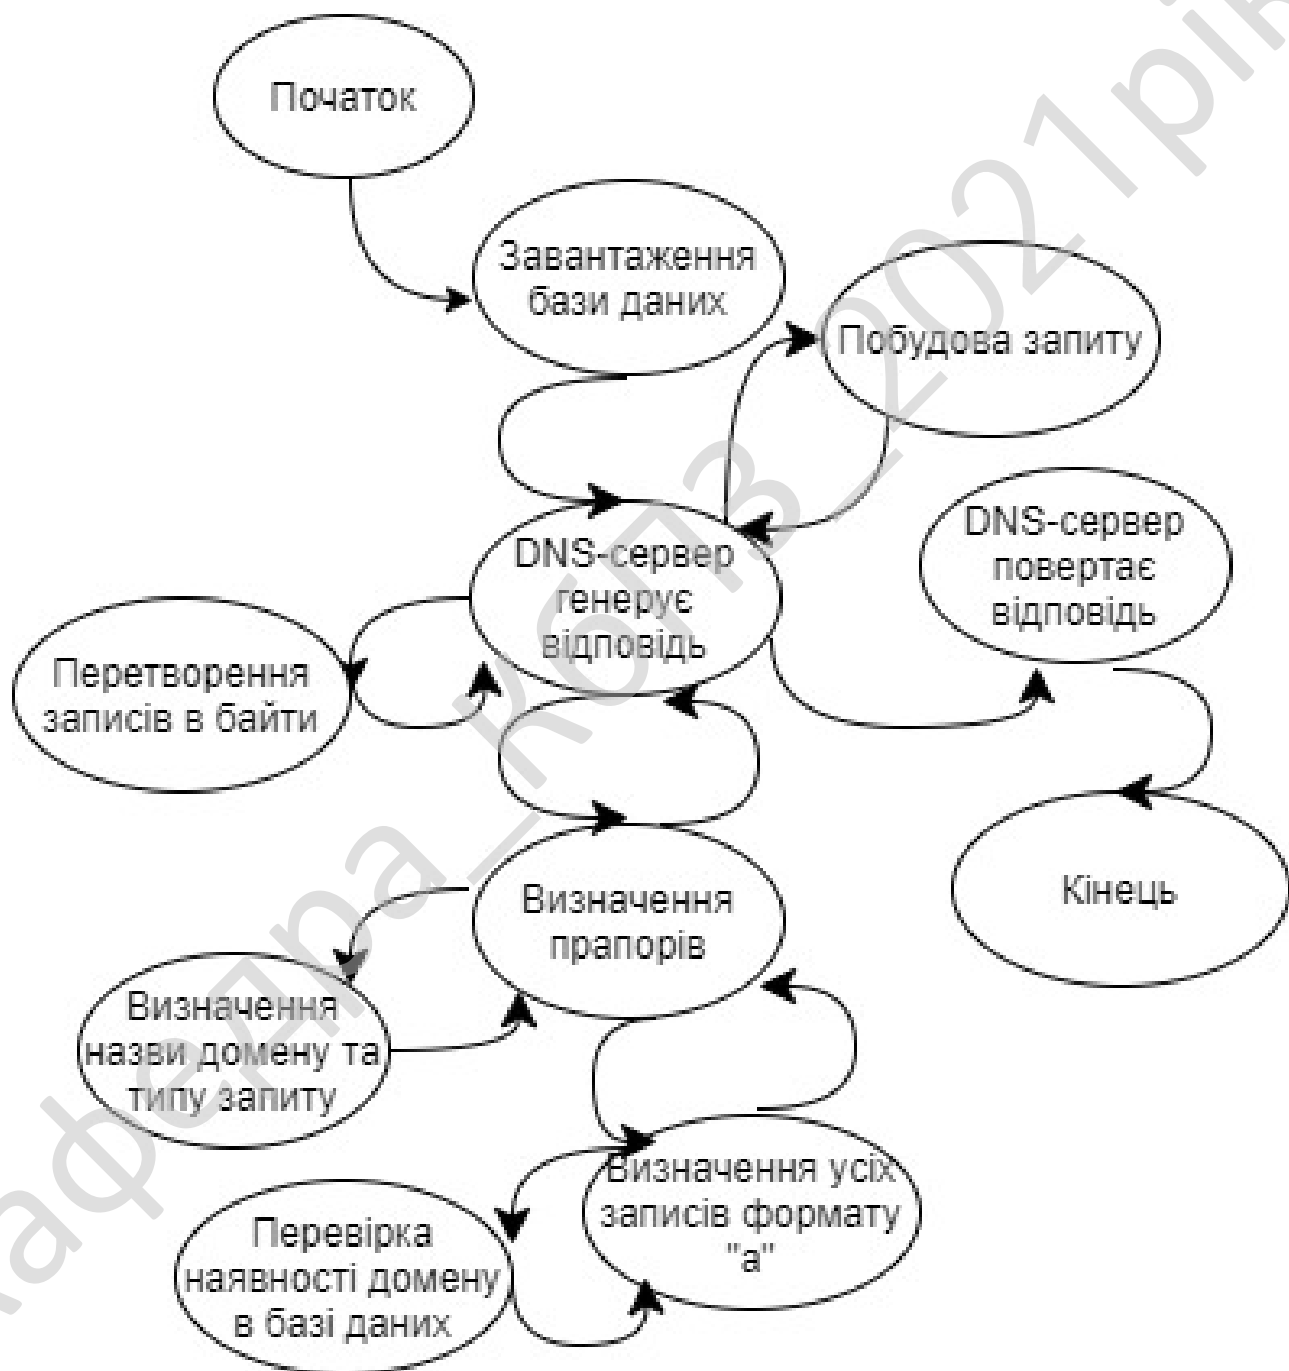 Початок
Завантаження
бази даних
Побудова запиту
DNS-сервер
генерує
відповідь
DNS-сервер
повертає
відповідь
Перетворення
записів в байти
Визначення
прапорів
Кінець
Визначення
назви домену та
типу запиту
Визначення усіх
записів формату
"а"
Перевірка
наявності домену
в базі даних
кафедра_КбПЗ_2021рік